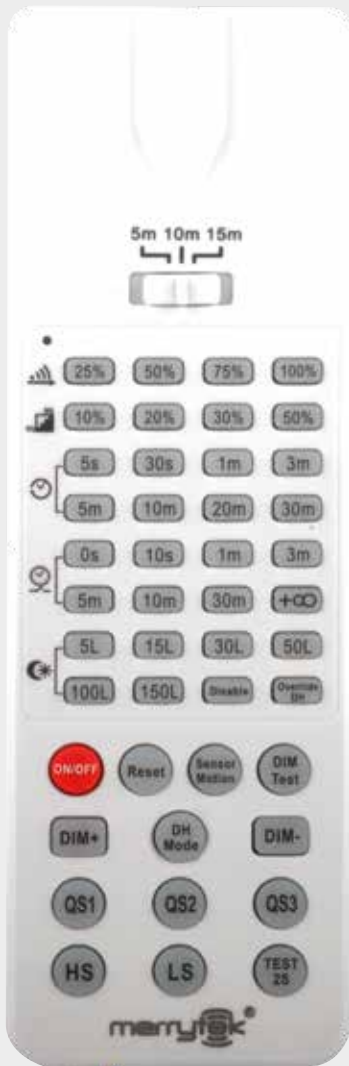 5m 10m 15m
25% 50% 75% 100%
10% 20% 30% 50%
5s 30s 1m 3m
5m 10m 20m 30m
0s 10s 1m 3m
5m 10m 30m +∞
5L 15L 30L 50L
100L 150L Disable Override DH
ON/OFF Reset Sensor Motion DIM Test
DIM+ DH Mode DIM-
QS1 QS2 QS3
HS LS TEST 2S
merrytek®